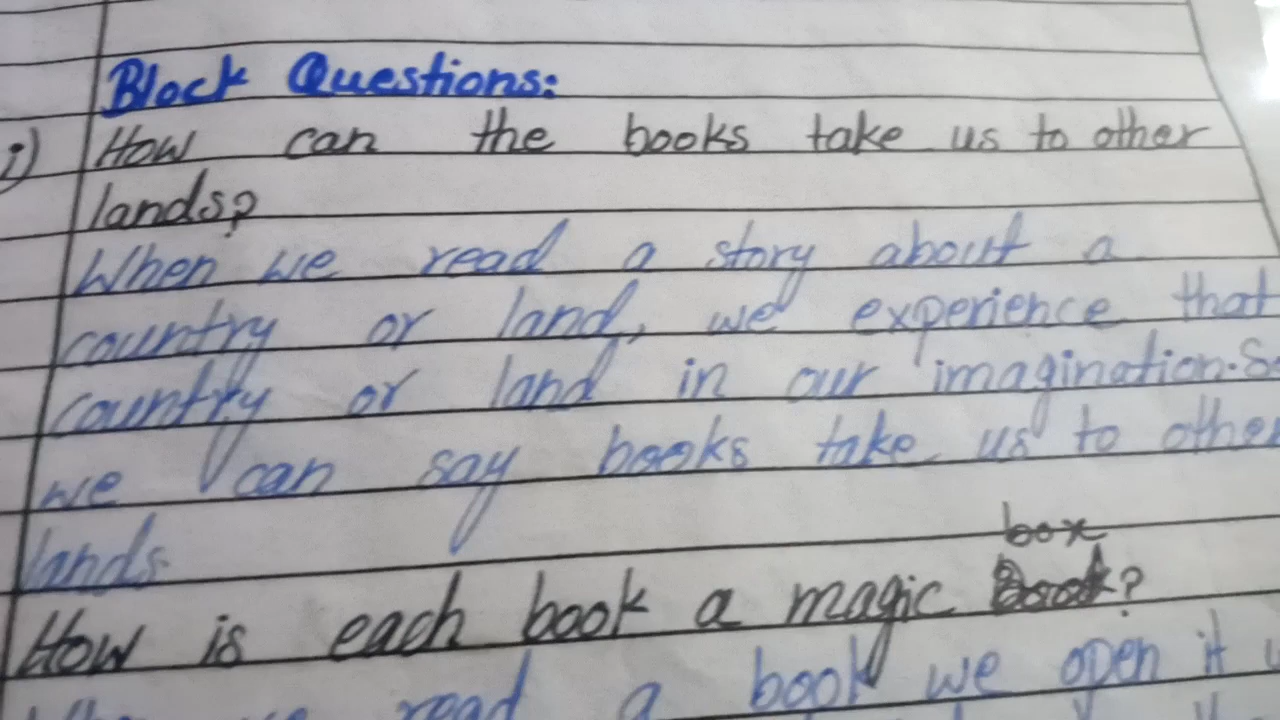 Block Questions:
i) How can the books take us to other
lands?
When we read a story about a
country or land, we experience that
country or land in our imagination. So
we can say books take us to other
lands.
box
How is each book a magic ?
read a book we open it